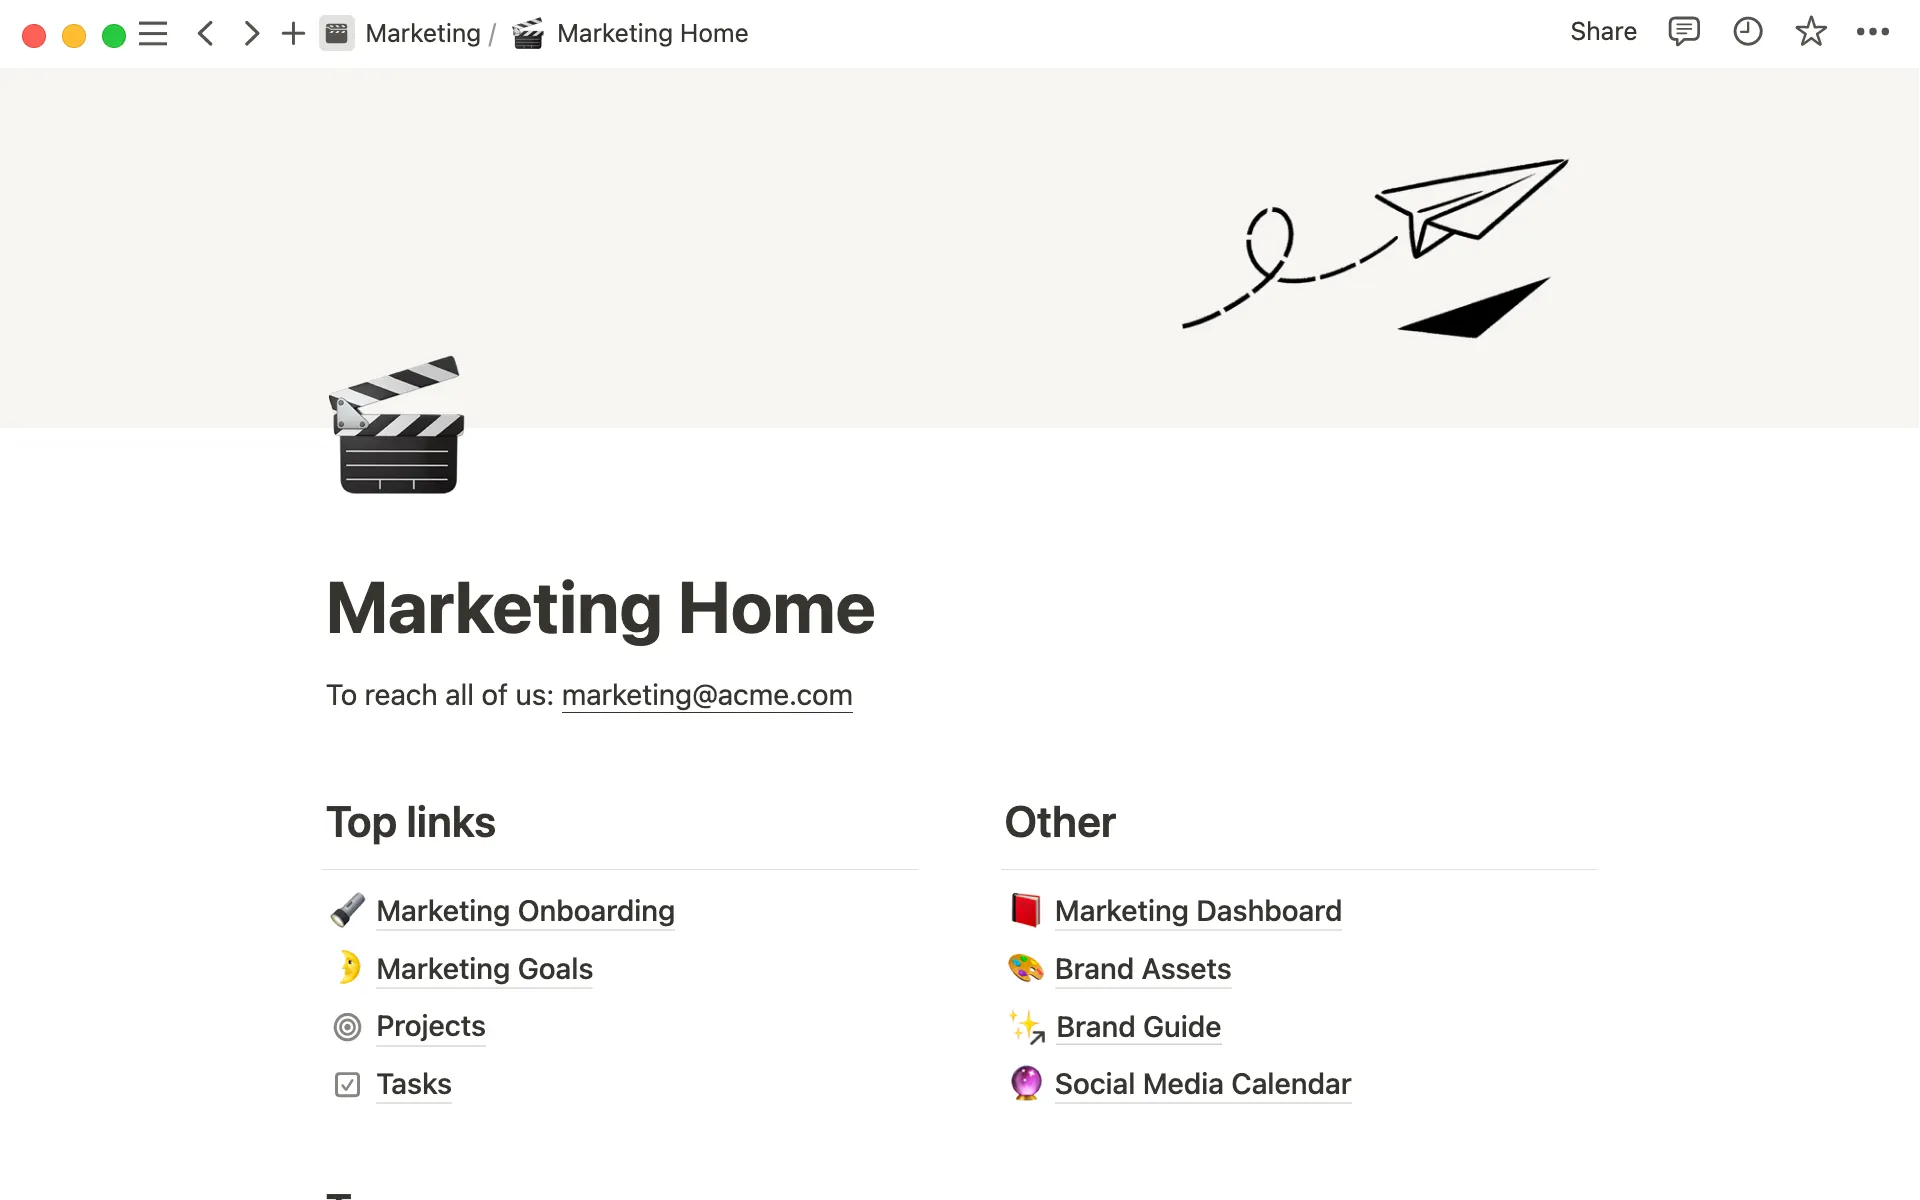 Marketing / Marketing Home
Share
Marketing Home
To reach all of us: marketing@acme.com
Top links
Marketing Onboarding
Marketing Goals
Projects
Tasks
Other
Marketing Dashboard
Brand Assets
Brand Guide
Social Media Calendar